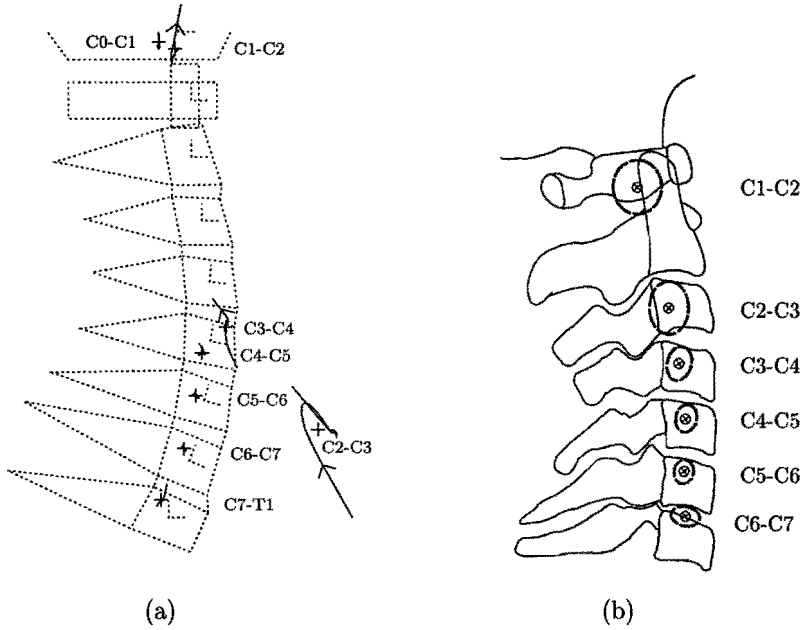 C0-C1
C1-C2
C3-C4
C4-C5
C5-C6
C2-C3
C6-C7
C7-T1
(a)
C1-C2
C2-C3
C3-C4
C4-C5
C5-C6
C6-C7
(b)